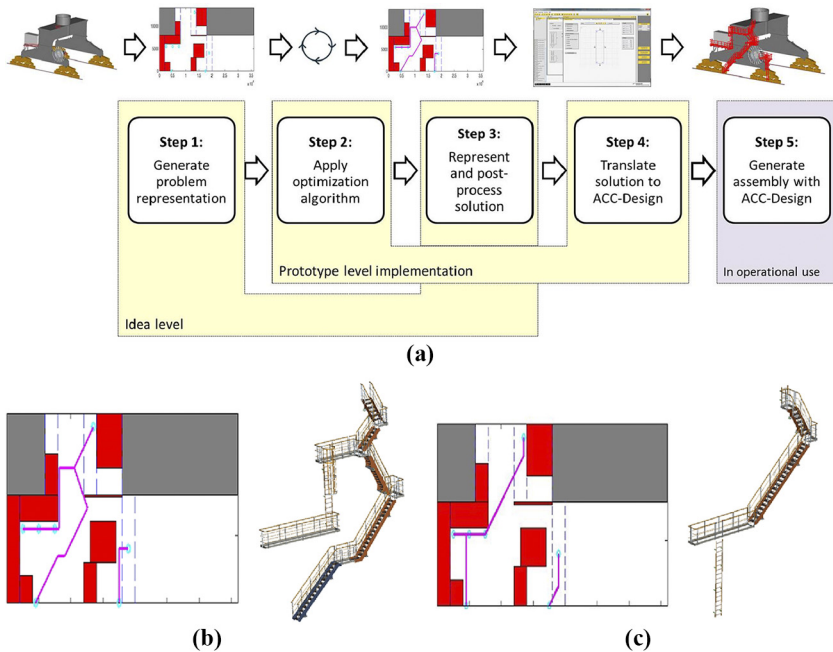 Step 1:
Generate
problem
representation
Step 2:
Apply
optimization
algorithm
Step 3:
Represent
and post-
process
solution
Step 4:
Translate
solution to
ACC-Design
Step 5:
Generate
assembly with
ACC-Design
Prototype level implementation
In operational use
Idea level
(a)
(b)
(c)